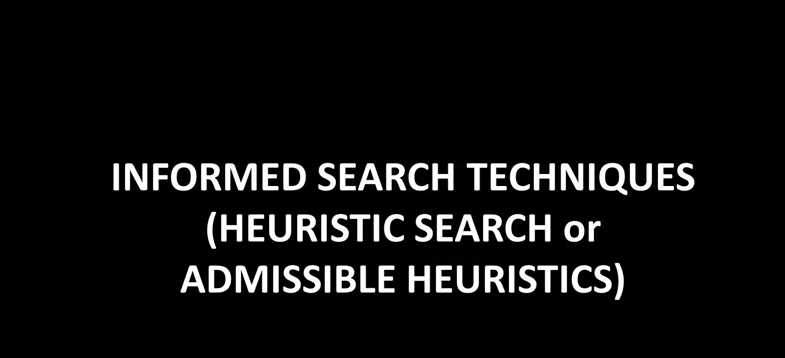 INFORMED SEARCH TECHNIQUES
(HEURISTIC SEARCH or
ADMISSIBLE HEURISTICS)